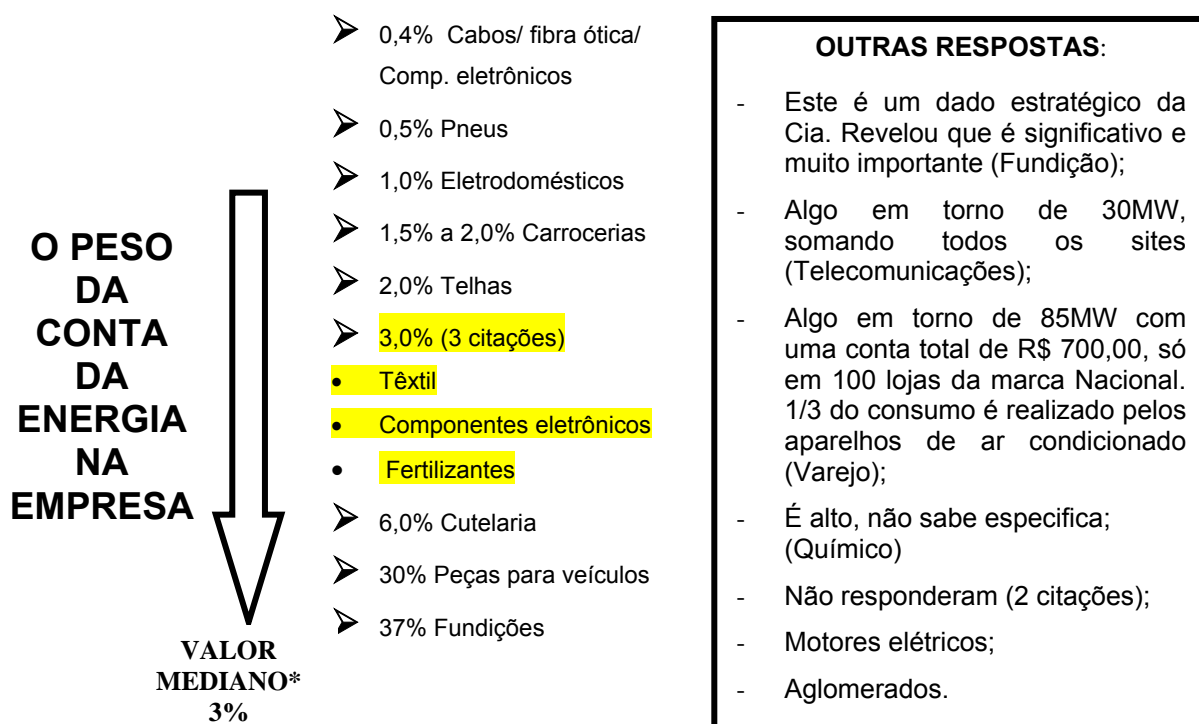 O PESO
DA
CONTA
DA
ENERGIA
NA
EMPRESA
VALOR
MEDIANO*
3%
➢ 0,4% Cabos/ fibra ótica/
Comp. eletrônicos
➢ 0,5% Pneus
➢ 1,0% Eletrodomésticos
➢ 1,5% a 2,0% Carrocerias
➢ 2,0% Telhas
➢ 3,0% (3 citações)
• Têxtil
• Componentes eletrônicos
• Fertilizantes
➢ 6,0% Cutelaria
➢ 30% Peças para veículos
➢ 37% Fundições
OUTRAS RESPOSTAS:
- Este é um dado estratégico da
Cia. Revelou que é significativo e
muito importante (Fundição);
- Algo em torno de 30MW,
somando todos os sites
(Telecomunicações);
- Algo em torno de 85MW com
uma conta total de R$ 700,00, só
em 100 lojas da marca Nacional.
1/3 do consumo é realizado pelos
aparelhos de ar condicionado
(Varejo);
- É alto, não sabe especifica;
(Químico)
- Não responderam (2 citações);
- Motores elétricos;
- Aglomerados.